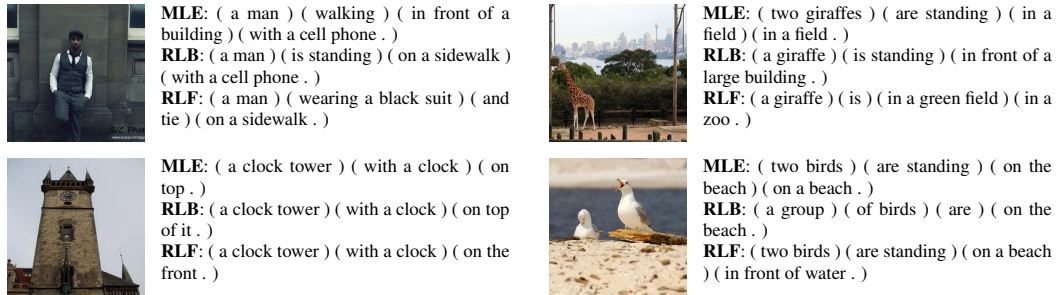 MLE: ( a man ) ( walking ) ( in front of a
building ) ( with a cell phone . )
RLB: ( a man ) ( is standing ) ( on a sidewalk )
( with a cell phone . )
RLF: ( a man ) ( wearing a black suit ) ( and
tie ) ( on a sidewalk . )
MLE: ( two giraffes ) ( are standing ) ( in a
field ) ( in a field . )
RLB: ( a giraffe ) ( is standing ) ( in front of a
large building . )
RLF: ( a giraffe ) ( is ) ( in a green field ) ( in a
zoo . )
MLE: ( a clock tower ) ( with a clock ) ( on
top . )
RLB: ( a clock tower ) ( with a clock ) ( on top
of it . )
RLF: ( a clock tower ) ( with a clock ) ( on the
front . )
MLE: ( two birds ) ( are standing ) ( on the
beach ) ( on a beach . )
RLB: ( a group ) ( of birds ) ( are ) ( on the
beach . )
RLF: ( two birds ) ( are standing ) ( on a beach
) ( in front of water . )
SJC Phot